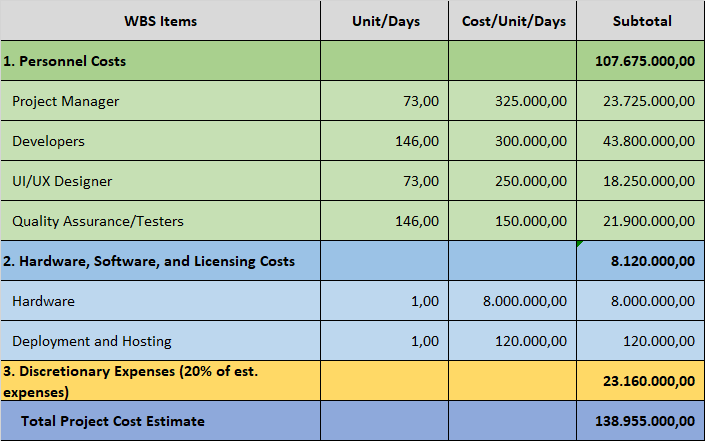 WBS Items Unit/Days Cost/Unit/Days Subtotal
1. Personnel Costs 107.675.000,00
Project Manager 73,00 325.000,00 23.725.000,00
Developers 146,00 300.000,00 43.800.000,00
UI/UX Designer 73,00 250.000,00 18.250.000,00
Quality Assurance/Testers 146,00 150.000,00 21.900.000,00
2. Hardware, Software, and Licensing Costs 8.120.000,00
Hardware 1,00 8.000.000,00 8.000.000,00
Deployment and Hosting 1,00 120.000,00 120.000,00
3. Discretionary Expenses (20% of est.
expenses) 23.160.000,00
Total Project Cost Estimate 138.955.000,00